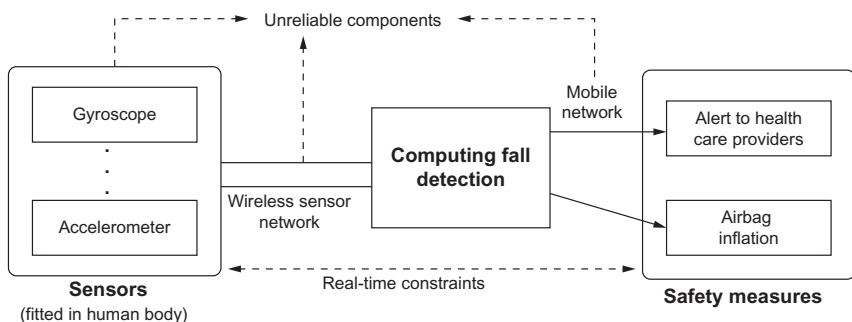 Unreliable components
Gyroscope
Accelerometer
Sensors
(fitted in human body)
Wireless sensor
network
Computing fall
detection
Mobile
network
Alert to health
care providers
Airbag
inflation
Safety measures
Real-time constraints